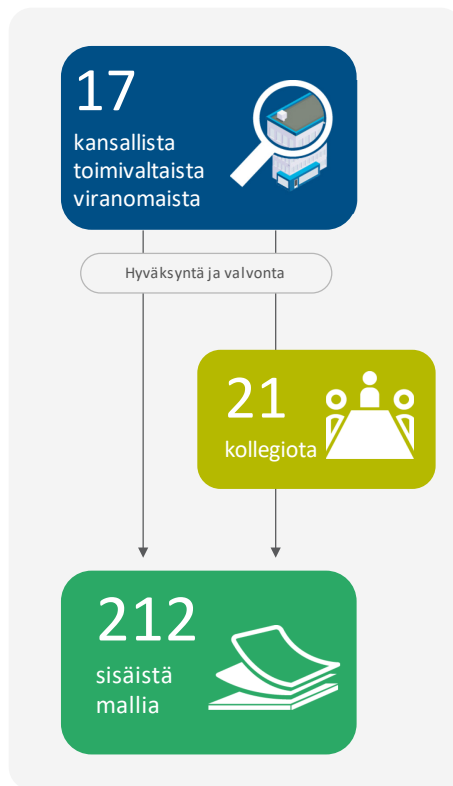 17
kansallista
toimivaltaista
viranomaista
Hyväksyntä ja valvonta
21
kollegiota
212
sisäistä
mallia